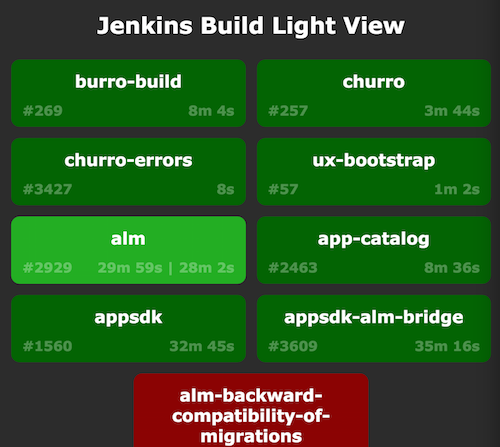 Jenkins Build Light View
burro-build
#269 8m 4s
churro
#257 3m 44s
churro-errors
#3427 8s
ux-bootstrap
#57 1m 2s
alm
#2929 29m 59s | 28m 2s
app-catalog
#2463 8m 36s
appsdk
#1560 32m 45s
appsdk-alm-bridge
#3609 35m 16s
alm-backward-
compatibility-of-
migrations